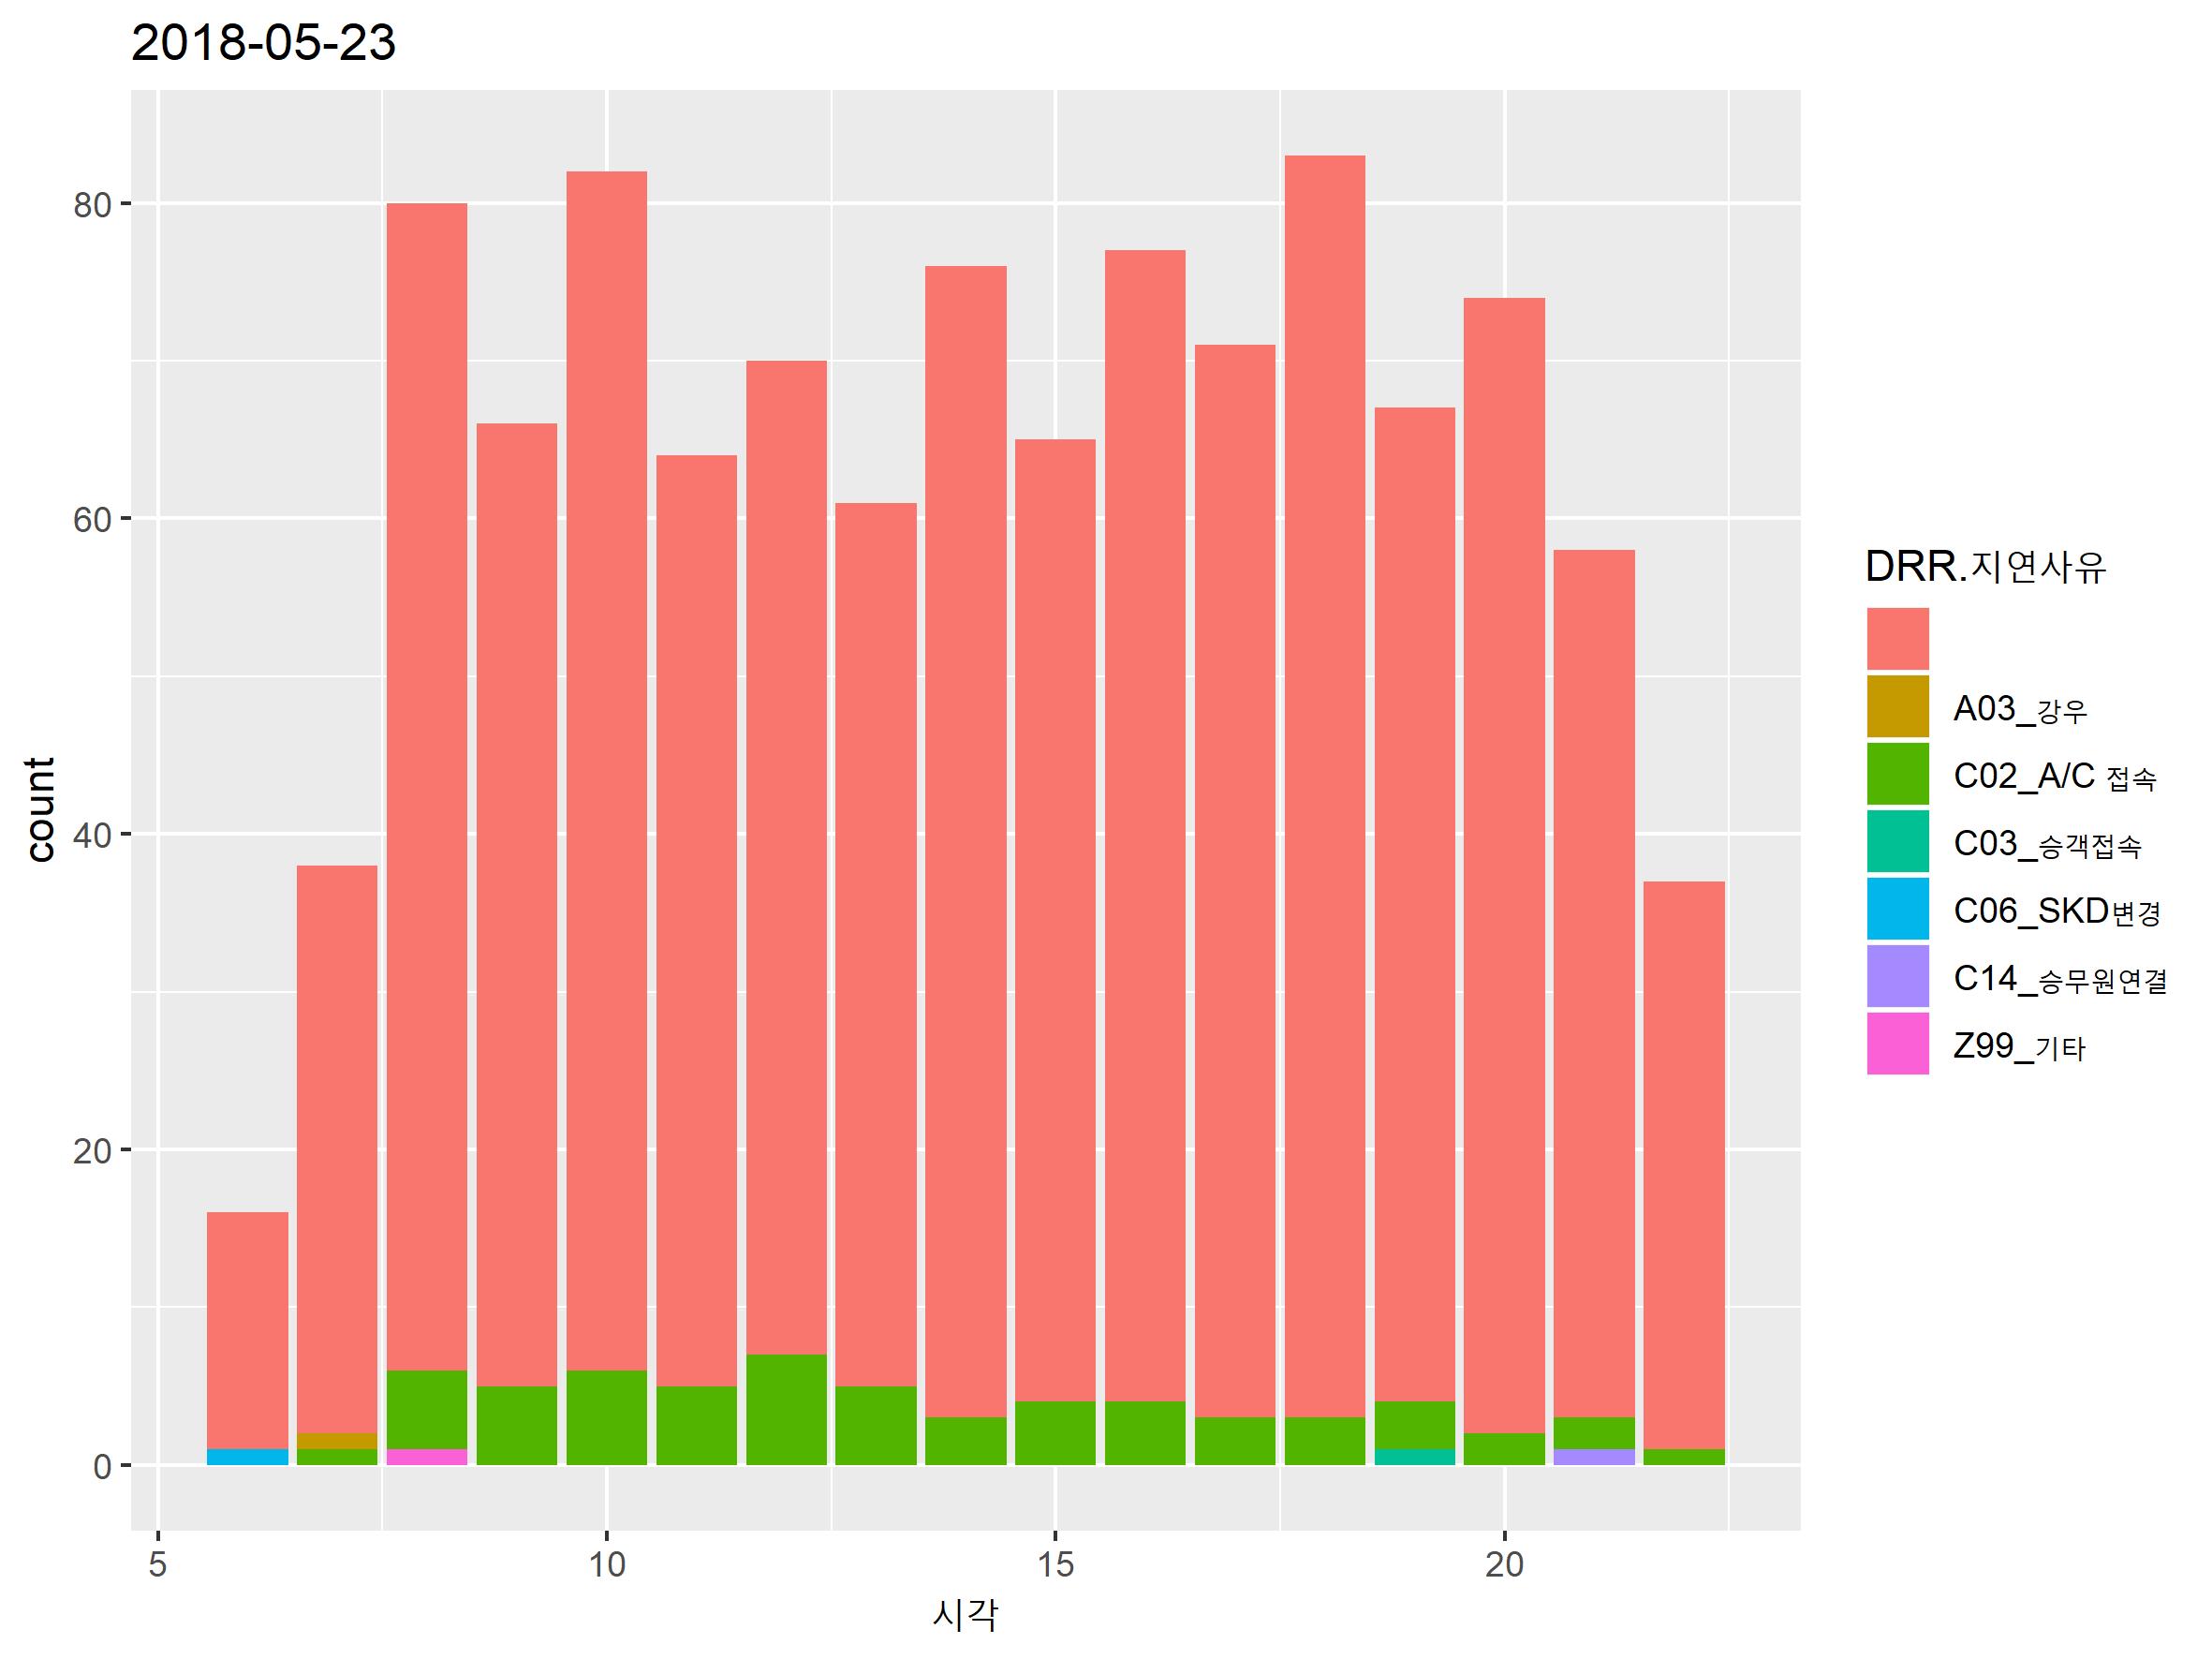 2018-05-23
count
80
60
40
20
0
5 10 15 20
시각
DRR.지연사유
A03_강우
C02_A/C 접속
C03_승객접속
C06_SKD변경
C14_승무원연결
Z99_기타